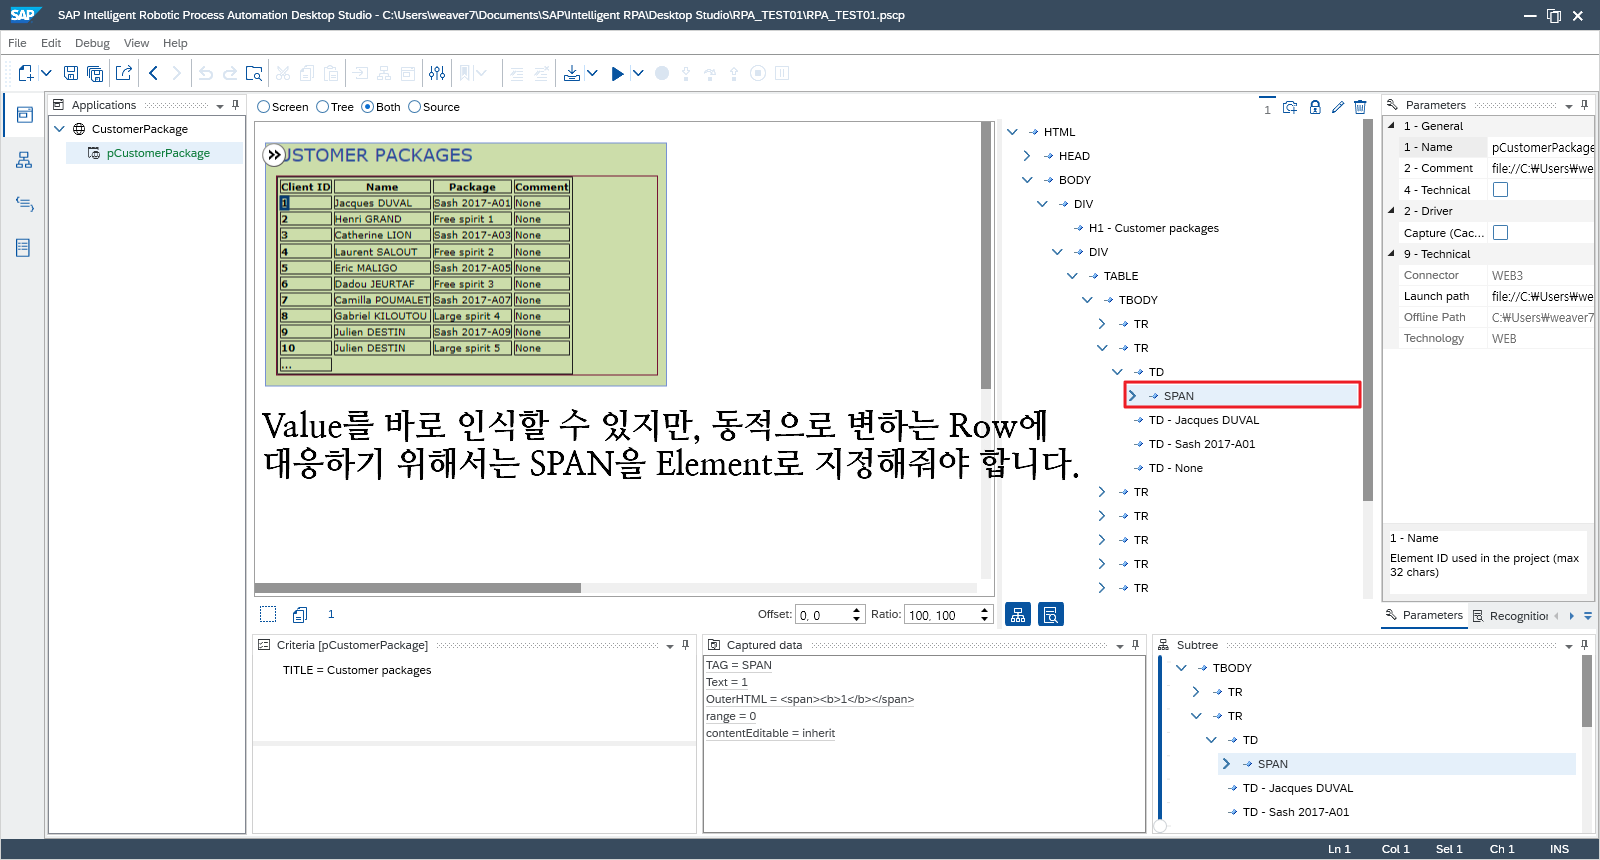 SAP SAP Intelligent Robotic Process Automation Desktop Studio - C:\Users\weaver7\Documents\SAP\Intelligent RPA\Desktop Studio\RPA_TEST01\RPA_TEST01.pscp
File Edit Debug View Help
Applications
CustomerPackage
pCustomerPackage
Screen Tree Both Source
1
USTOMER PACKAGES
Client ID Name Package Comment
1 Jacques DUVAL Sash 2017-A01 None
2 Henri GRAND Free spirit 1 None
3 Catherine LION Sash 2017-A03 None
4 Laurent SALOUT Free spirit 2 None
5 Eric MALIGO Sash 2017-A05 None
6 Dadou JEURTAF Free spirit 3 None
7 Camilla POUMALET Sash 2017-A07 None
8 Gabriel KILOUTOU Large spirit 4 None
9 Julien DESTIN Sash 2017-A09 None
10 Julien DESTIN Large spirit 5 None
...
Value를 바로 인식할 수 있지만, 동적으로 변하는 Row에
대응하기 위해서는 SPAN을 Element로 지정해줘야 합니다.
1
Offset: 0, 0 Ratio: 100, 100
HTML
HEAD
BODY
DIV
H1 - Customer packages
DIV
TABLE
TBODY
TR
TR
TD
SPAN
TD - Jacques DUVAL
TD - Sash 2017-A01
TD - None
TR
TR
TR
TR
TR
Parameters
1 - General
1 - Name pCustomerPackage
2 - Comment file://C:₩Users₩we
4 - Technical
2 - Driver
Capture (Cac...
9 - Technical
Connector WEB3
Launch path file://C:₩Users₩we
Offline Path C:₩Users₩weaver7
Technology WEB
1 - Name
Element ID used in the project (max
32 chars)
Parameters Recognition
Criteria [pCustomerPackage]
TITLE = Customer packages
Captured data
TAG = SPAN
Text = 1
OuterHTML = <span><b>1</b></span>
range = 0
contentEditable = inherit
Subtree
TBODY
TR
TR
TD
SPAN
TD - Jacques DUVAL
TD - Sash 2017-A01
Ln 1 Col 1 Sel 1 Ch 1 INS